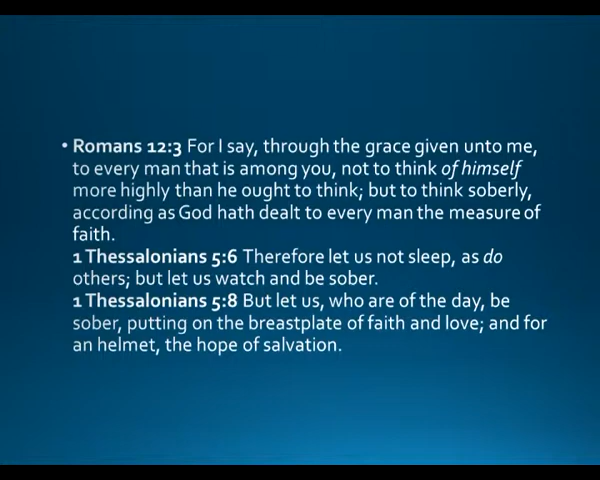 • Romans 12:3 For I say, through the grace given unto me,
to every man that is among you, not to think of himself
more highly than he ought to think; but to think soberly,
according as God hath dealt to every man the measure of
faith.
1 Thessalonians 5:6 Therefore let us not sleep, as do
others; but let us watch and be sober.
1 Thessalonians 5:8 But let us, who are of the day, be
sober, putting on the breastplate of faith and love; and for
an helmet, the hope of salvation.